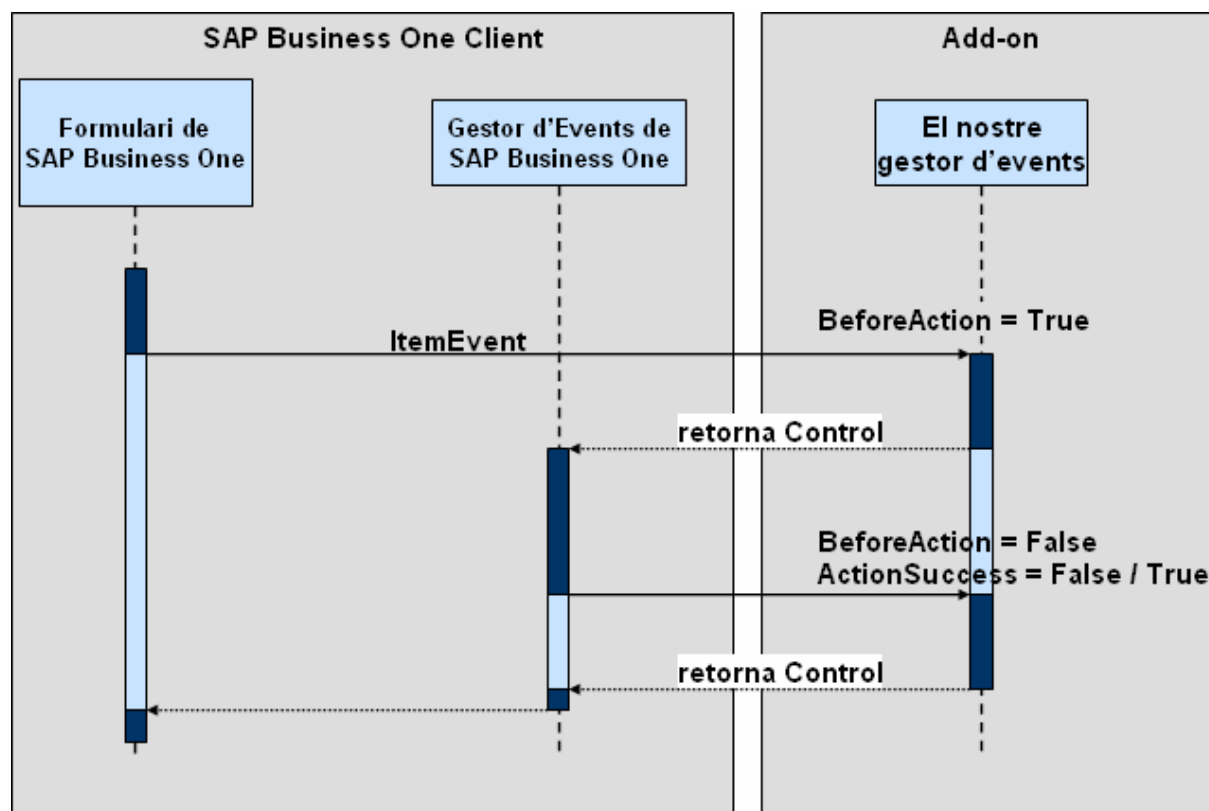 SAP Business One Client
Add-on
Formulari de
SAP Business One
Gestor d'Events de
SAP Business One
El nostre
gestor d'events
BeforeAction = True
ItemEvent
retorna Control
BeforeAction = False
ActionSuccess = False / True
retorna Control